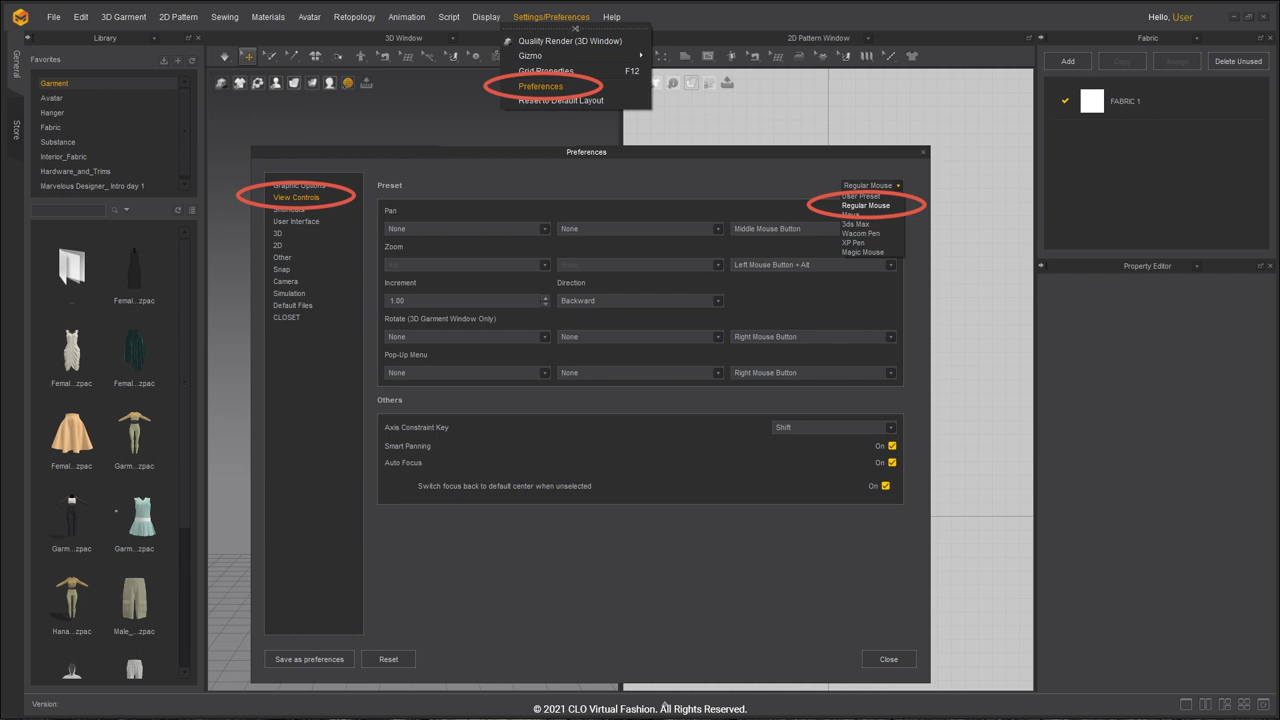 File Edit 3D Garment 2D Pattern Sewing Materials Avatar Retopology Animation Script Display Settings/Preferences Help
Hello, User
Library
3D Window
2D Pattern Window
Fabric
General
Store
Favorites
Garment
Avatar
Hanger
Fabric
Substance
Interior_Fabric
Hardware_and_Trims
Marvelous Designer_ Intro day 1
...
Femal...zpac
Femal...zpac
Femal...zpac
Femal...zpac
Garm...zpac
Garm...zpac
Garm...zpac
Hana...zpac
Male_...zpac
Quality Render (3D Window)
Gizmo
Grid Properties F12
Preferences
Reset to Default Layout
Add Copy Assign Delete Unused
FABRIC 1
Property Editor
Preferences
Graphic Options
View Controls
Shortcuts
User Interface
3D
2D
Other
Snap
Camera
Simulation
Default Files
CLOSET
Preset
Regular Mouse
User Preset
Regular Mouse
Maya
3ds Max
Wacom Pen
XP Pen
Magic Mouse
Pan
None None Middle Mouse Button
Zoom
Alt None Left Mouse Button + Alt
Increment Direction
1.00 Backward
Rotate (3D Garment Window Only)
None None Right Mouse Button
Pop-Up Menu
None None Right Mouse Button
Others
Axis Constraint Key Shift
Smart Panning On
Auto Focus On
Switch focus back to default center when unselected On
Save as preferences Reset Close
Version:
© 2021 CLO Virtual Fashion. All Rights Reserved.